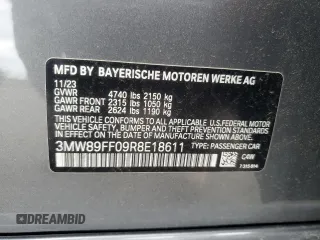 MFD BY BAYERISCHE MOTOREN WERKE AG
11/23
GVWR 4740 lbs 2150 kg
GAWR FRONT 2315 lbs 1050 kg
GAWR REAR 2624 lbs 1190 kg
THIS VEHICLE CONFORMS TO ALL APPLICABLE U.S. FEDERAL MOTOR
VEHICLE SAFETY, BUMPER, AND THEFT PREVENTION STANDARDS IN
EFFECT ON THE DATE OF MANUFACTURE SHOWN ABOVE.
3MW89FF09R8E18611 TYPE: PASSENGER CAR
DREAMBID